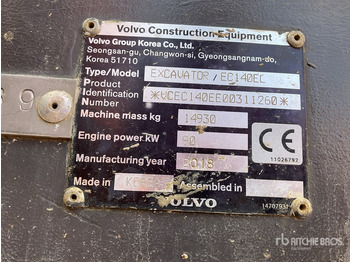 Volvo Construction Equipment
Volvo Group Korea Co., Ltd.
Seongsan-gu, Changwon-si, Gyeongsangnam-do,
Korea 51710
Type/Model EXCAVATOR / EC140EL
Product
Identification *VCEC140EE00311260*
Number
Machine mass kg 14930
Engine power kW 90
Manufacturing year 2018
CE
11026792
Made in Assembled in
VOLVO
rb RITCHIE BROS